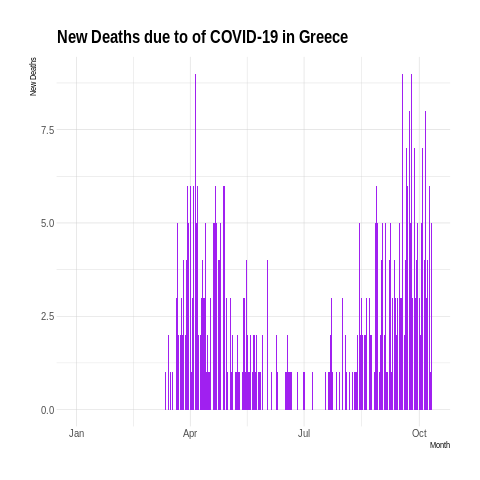 New Deaths due to of COVID-19 in Greece
New Deaths
7.5
5.0
2.5
0.0
Jan Apr Jul Oct
Month